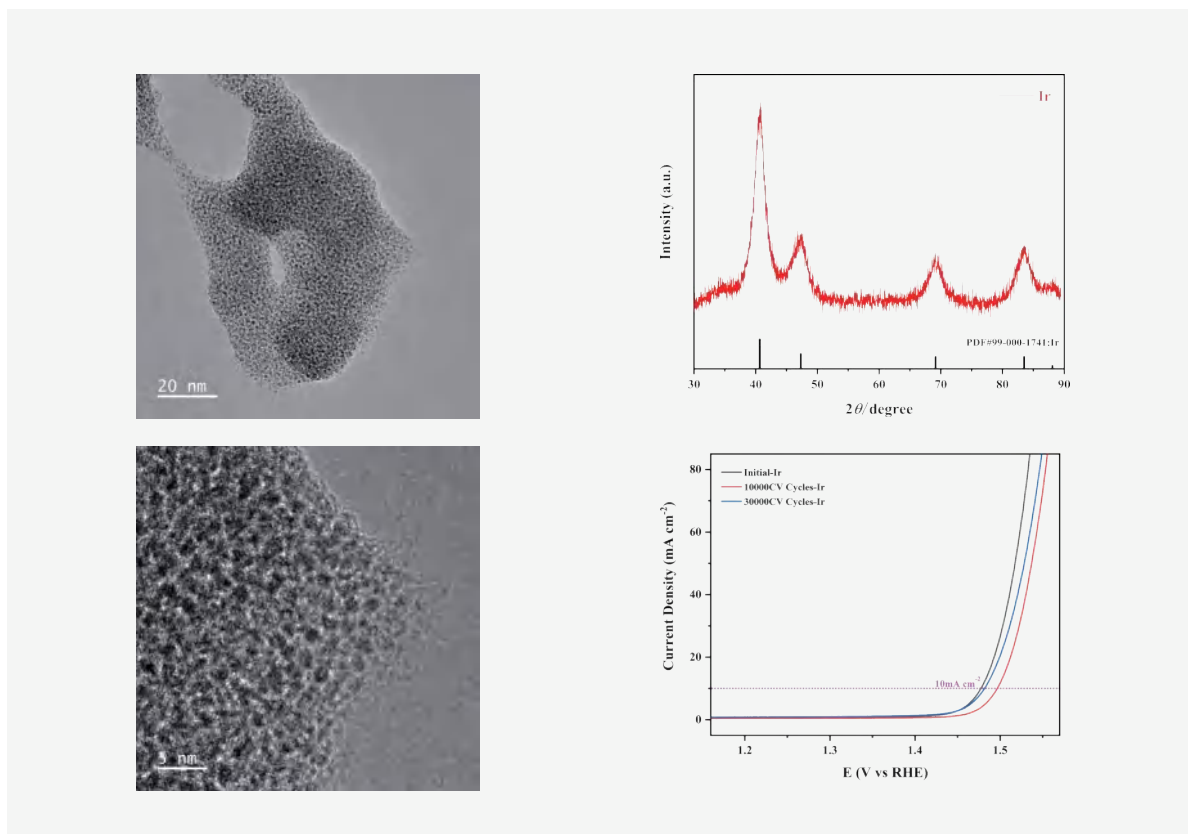 20 nm
5 nm
Intensity (a.u.)
Ir
PDF#99-000-1741:Ir
30 40 50 60 70 80 90
2θ/degree
Current Density (mA cm-2)
80
60
40
20
0
Initial-Ir
10000CV Cycles-Ir
30000CV Cycles-Ir
10mA cm-2
1.2 1.3 1.4 1.5
E (V vs RHE)